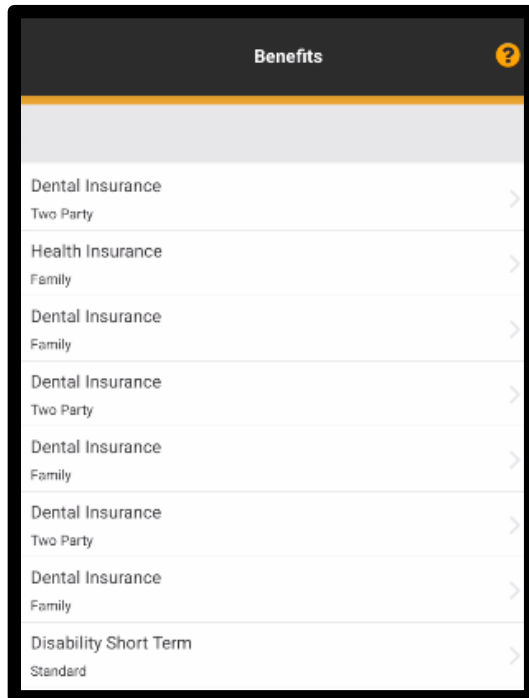 Benefits
?
Dental Insurance
Two Party
Health Insurance
Family
Dental Insurance
Family
Dental Insurance
Two Party
Dental Insurance
Family
Dental Insurance
Two Party
Dental Insurance
Family
Disability Short Term
Standard